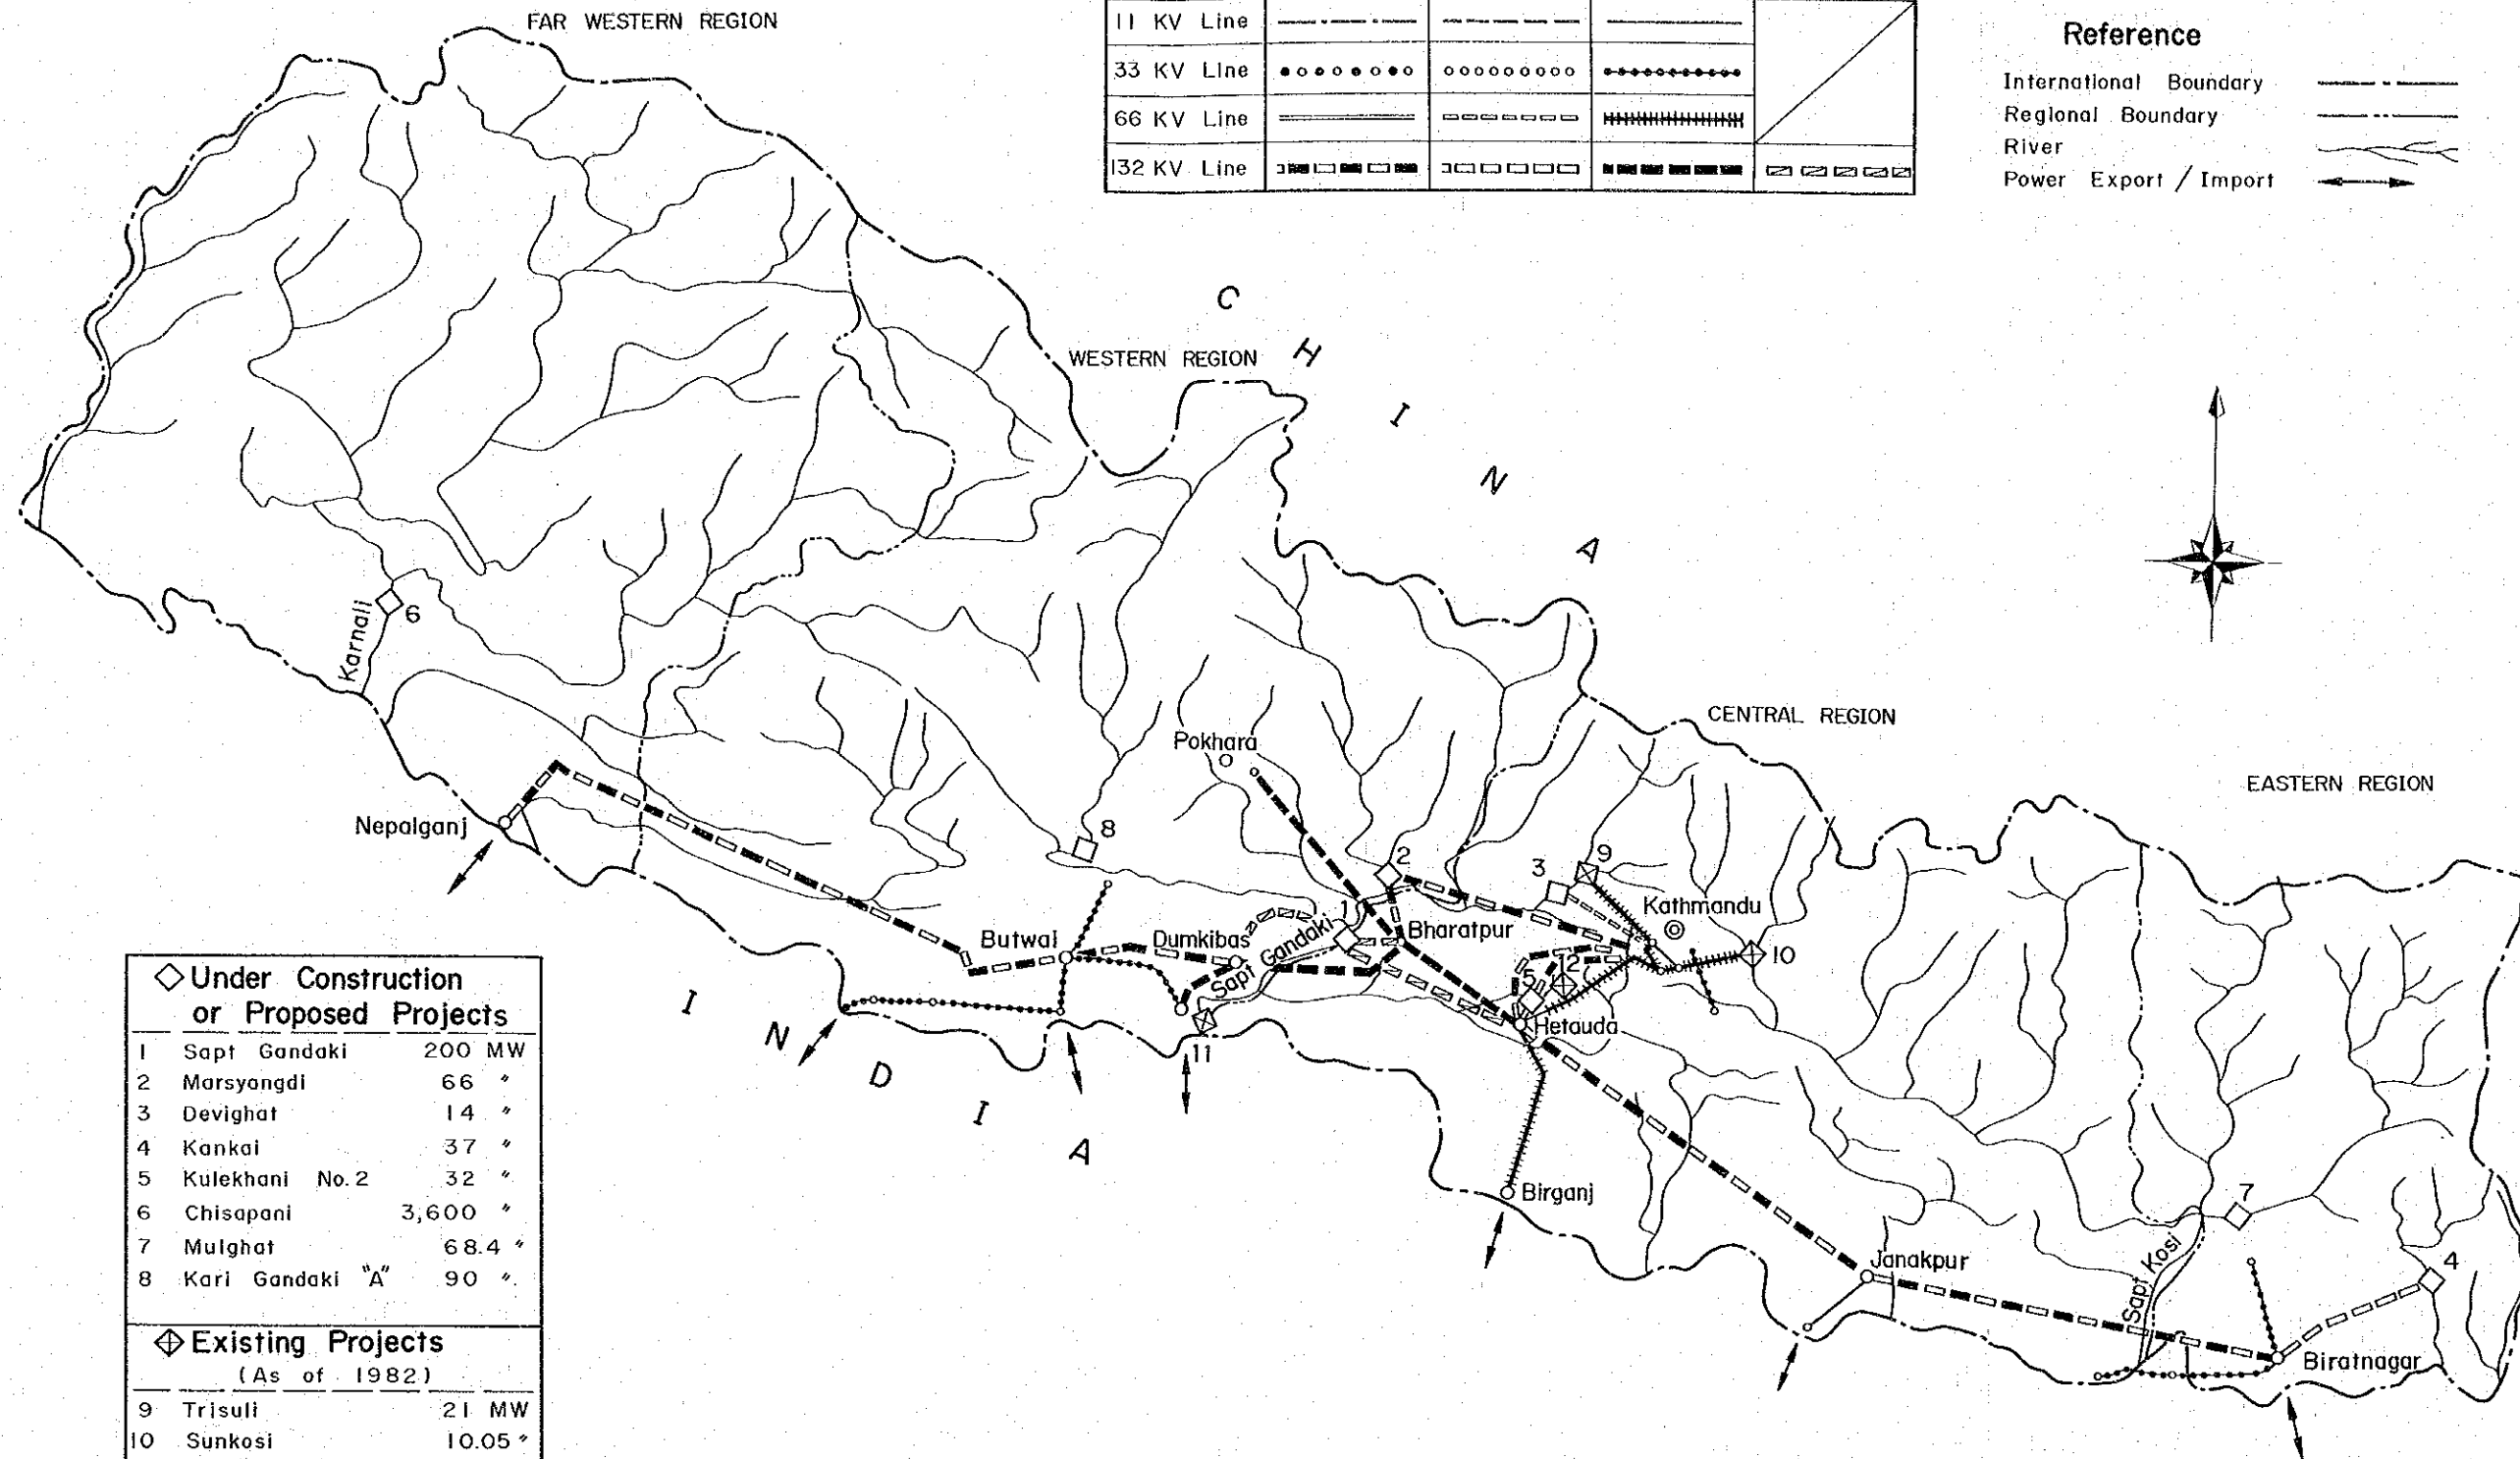 FAR WESTERN REGION
11 KV Line
33 KV Line
66 KV Line
132 KV Line
Reference
International Boundary
Regional Boundary
River
Power Export / Import
C H I N A
WESTERN REGION
CENTRAL REGION
EASTERN REGION
Karnali
6
Pokhara
Nepalganj
8
2
3
9
Kathmandu
1
Butwal
Dumkibas
Sapt Gandaki
Bharatpur
10
12
5
Hetauda
11
I N D I A
Birganj
7
Janakpur
Sapt Kosi
4
Biratnagar
Under Construction
or Proposed Projects
1 Sapt Gandaki 200 MW
2 Marsyangdi 66 "
3 Devighat 14 "
4 Kankai 37 "
5 Kulekhani No.2 32 "
6 Chisapani 3,600 "
7 Mulghat 68.4 "
8 Kari Gandaki "A" 90 "
Existing Projects
(As of 1982)
9 Trisuli 21 MW
10 Sunkosi 10.05 "